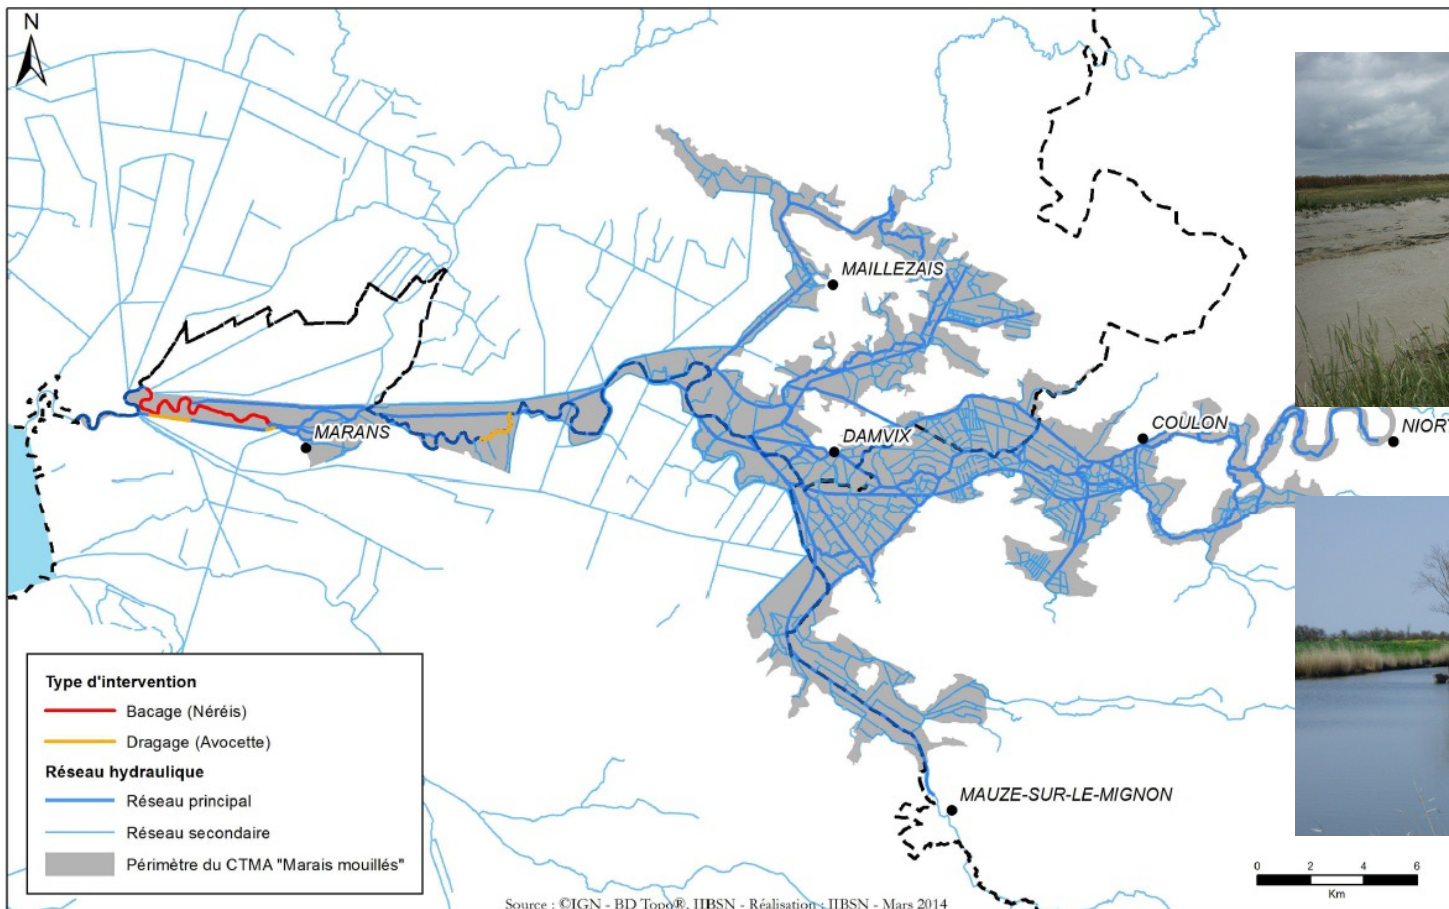 N
MAILLEZAIS
MARANS
DAMVIX
COULON
NIORT
MAUZE-SUR-LE-MIGNON
Type d'intervention
Bacage (Néréis)
Dragage (Avocette)
Réseau hydraulique
Réseau principal
Réseau secondaire
Périmètre du CTMA "Marais mouillés"
0 2 4 6
Km
Source : ©IGN - BD Topo®, IIBSN - Réalisation : IIBSN - Mars 2014